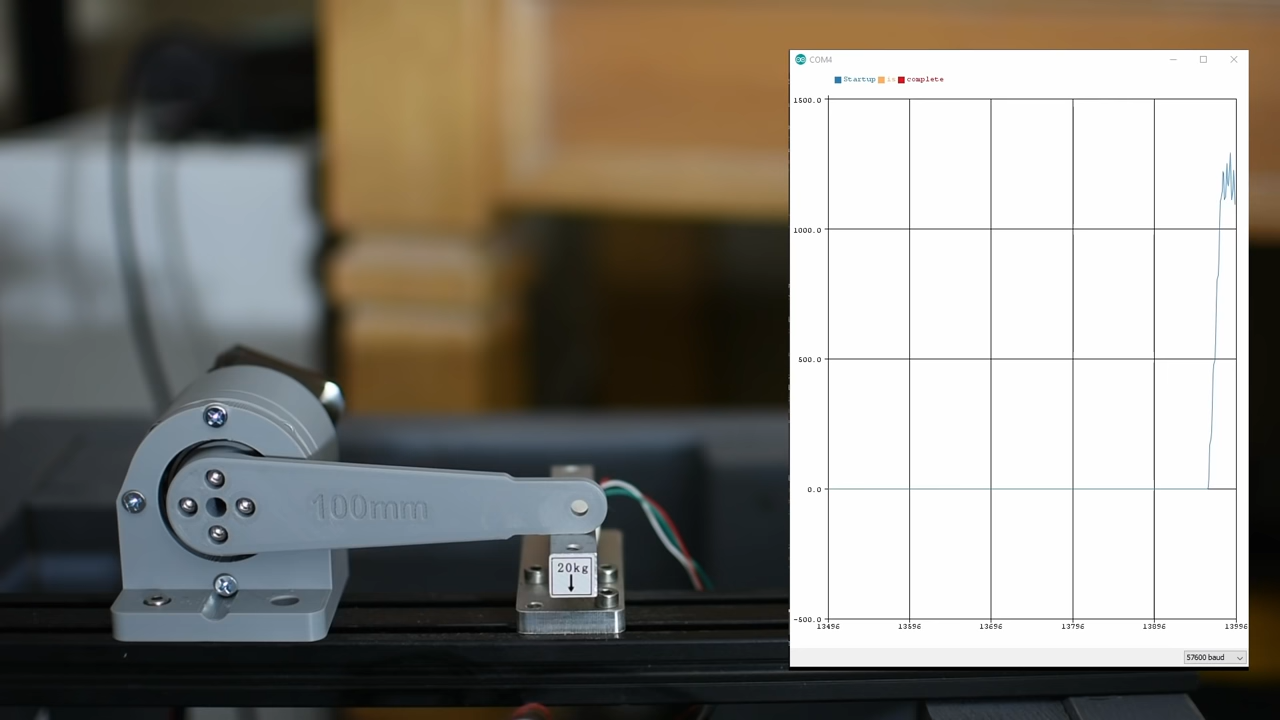 100mm
20kg
COM4
Startup is complete
1500.0
1000.0
500.0
0.0
-500.0
13496 13596 13696 13796 13896 13996
57600 baud